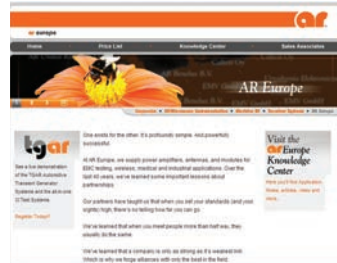 ar
ar europe
Home Price List Knowledge Center Sales Associates
AR Europe
tgar
See a live demonstration
of the TGAR Automotive
Transient Generator
Systems and the all-in-one
CI Test Systems.
Register Today!!
One exists for the other. It's profoundly simple. And powerfully
successful.
At AR Europe, we supply power amplifiers, antennas, and modules for
EMC testing, wireless, medical and industrial applications. Over the
last 40 years, we've learned some important lessons about
partnerships.
Our partners have taught us that when you set your standards (and your
sights) high, there is no telling how far you can go.
We've learned that when you meet people more than half way, they
usually do the same.
We've learned that a company is only as strong as it's weakest link.
Which is why we forge alliances with only the best in the field.
Visit the
ar Europe
Knowledge
Center
Here you'll find Application
Notes, articles, video and
more...